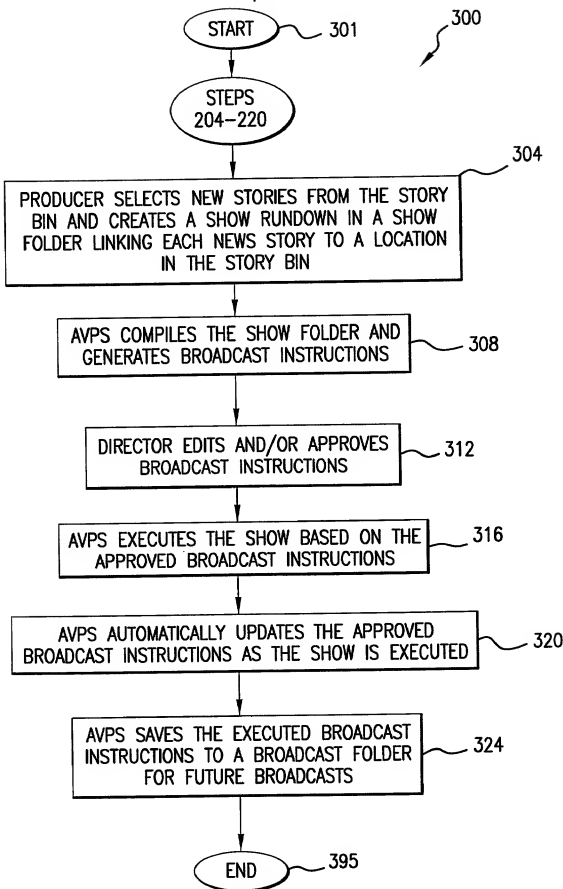 START
301
300
STEPS
204-220
304
PRODUCER SELECTS NEW STORIES FROM THE STORY
BIN AND CREATES A SHOW RUNDOWN IN A SHOW
FOLDER LINKING EACH NEWS STORY TO A LOCATION
IN THE STORY BIN
AVPS COMPILES THE SHOW FOLDER AND
GENERATES BROADCAST INSTRUCTIONS
308
DIRECTOR EDITS AND/OR APPROVES
BROADCAST INSTRUCTIONS
312
AVPS EXECUTES THE SHOW BASED ON THE
APPROVED BROADCAST INSTRUCTIONS
316
AVPS AUTOMATICALLY UPDATES THE APPROVED
BROADCAST INSTRUCTIONS AS THE SHOW IS EXECUTED
320
AVPS SAVES THE EXECUTED BROADCAST
INSTRUCTIONS TO A BROADCAST FOLDER
FOR FUTURE BROADCASTS
324
END
395